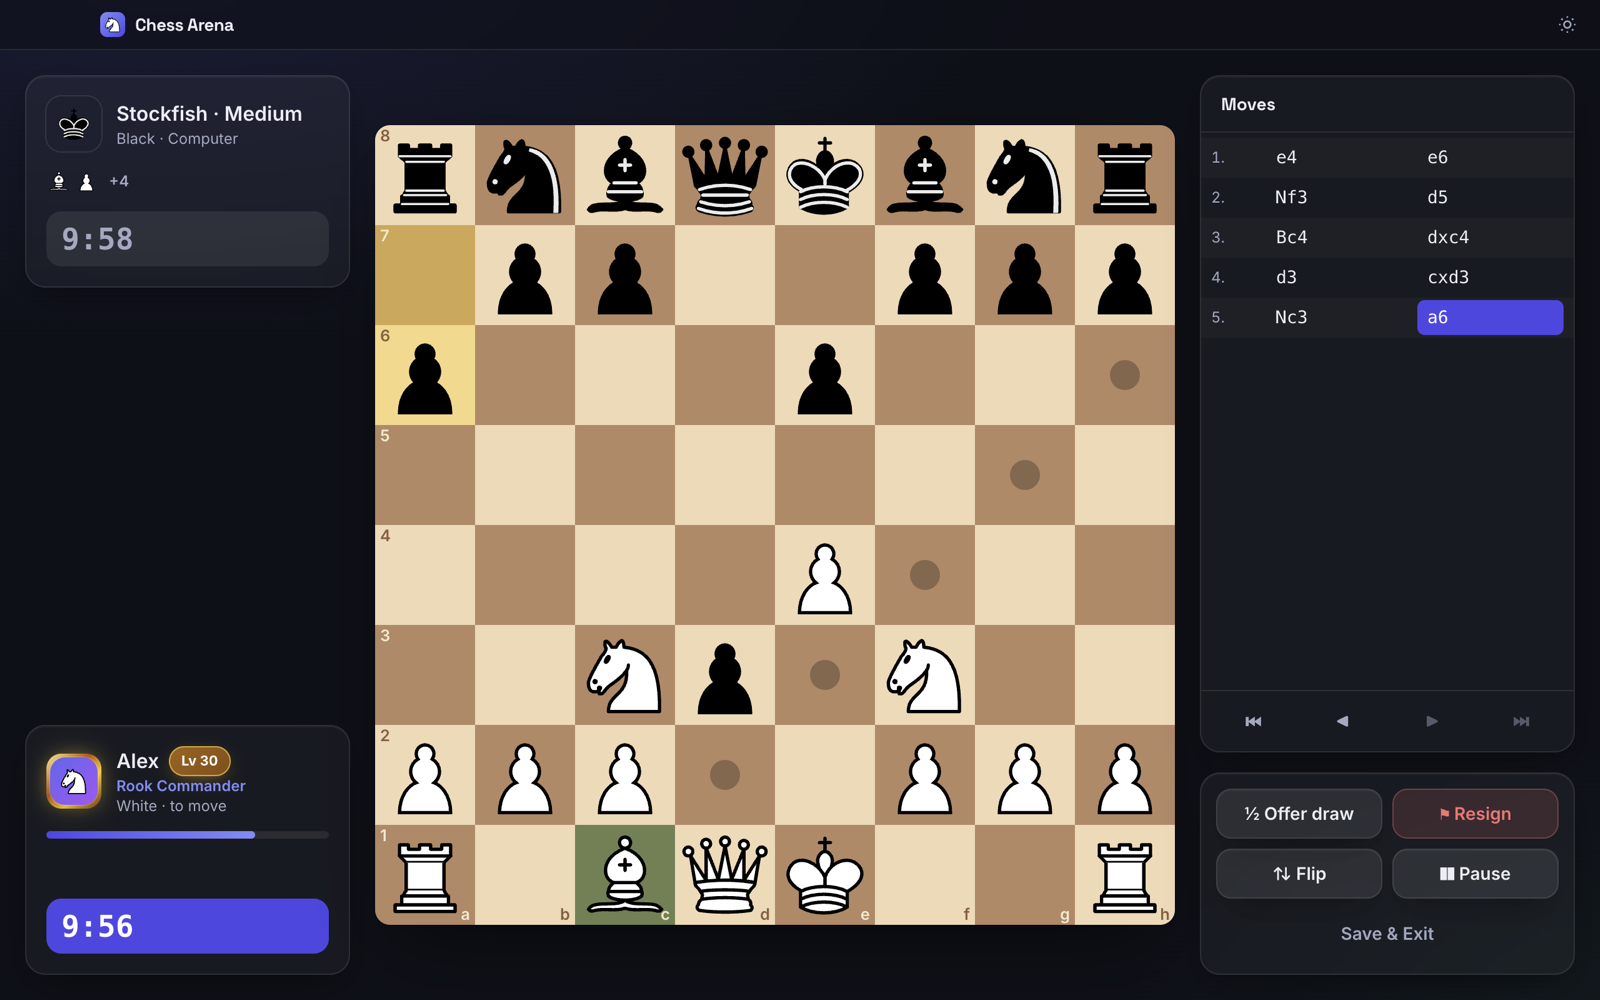 Chess Arena
Stockfish · Medium
Black · Computer
+4
9:58
8
7
6
5
4
3
2
1
a b c d e f g h
Alex Lv 30
Rook Commander
White · to move
9:56
Moves
1. e4 e6
2. Nf3 d5
3. Bc4 dxc4
4. d3 cxd3
5. Nc3 a6
½ Offer draw
Resign
Flip
Pause
Save & Exit